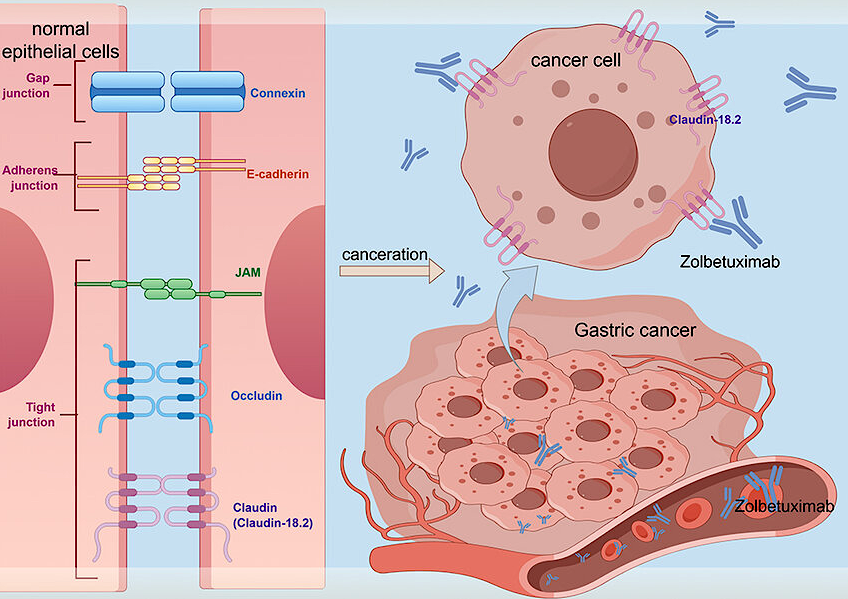 normal
epithelial cells
Gap
junction
Connexin
Adherens
junction
E-cadherin
JAM
Occludin
Tight
junction
Claudin
(Claudin-18.2)
canceration
cancer cell
Claudin-18.2
Zolbetuximab
Gastric cancer
Zolbetuximab